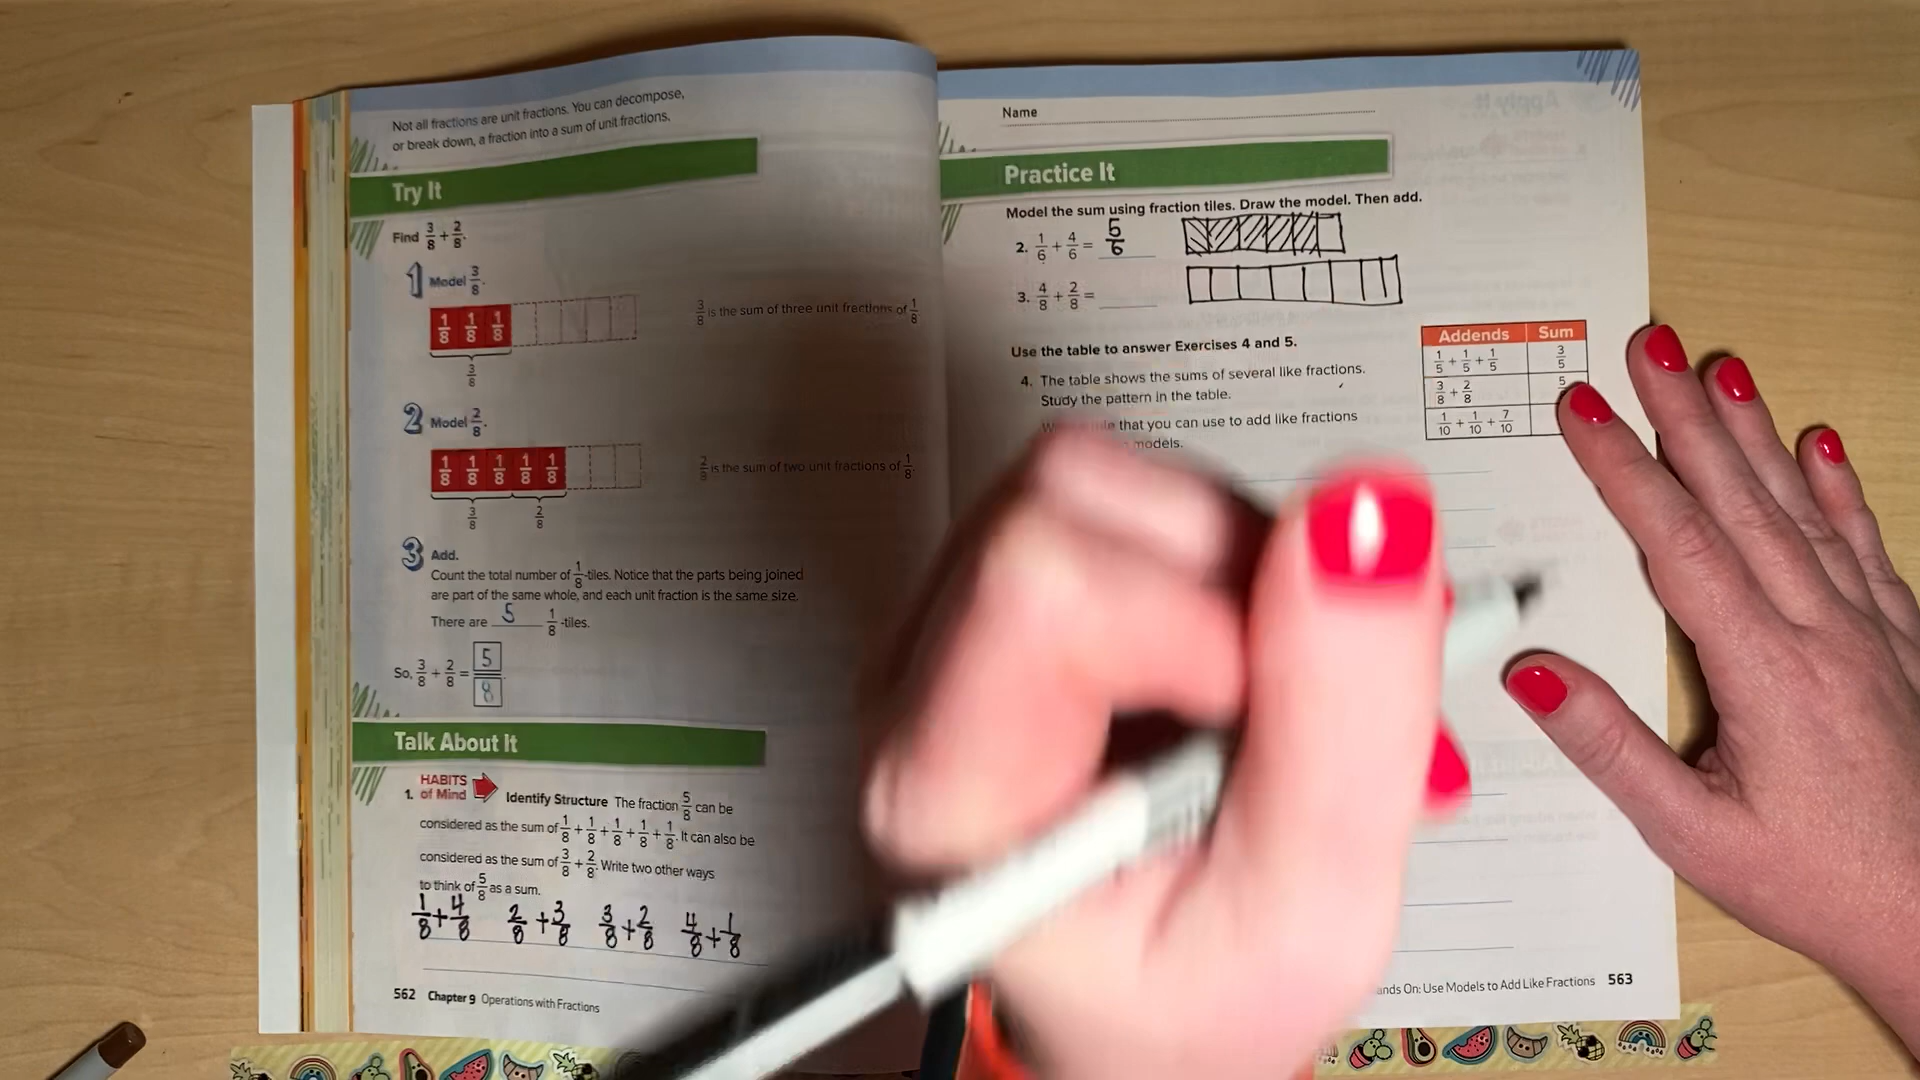 Not all fractions are unit fractions. You can decompose,
or break down, a fraction into a sum of unit fractions.
Try It
Find 3/8 + 2/8.
1 Model 3/8.
1/8 1/8 1/8
3/8 is the sum of three unit fractions of 1/8
3/8
2 Model 2/8.
1/8 1/8 1/8 1/8 1/8
2/8 is the sum of two unit fractions of 1/8.
3/8 2/8
3 Add.
Count the total number of 1/8-tiles. Notice that the parts being joined
are part of the same whole, and each unit fraction is the same size.
There are 5 1/8-tiles.
So, 3/8 + 2/8 = 5/8.
Talk About It
HABITS
1. of Mind Identify Structure The fraction 5/8 can be
considered as the sum of 1/8 + 1/8 + 1/8 + 1/8 + 1/8. It can also be
considered as the sum of 3/8 + 2/8. Write two other ways
to think of 5/8 as a sum.
1/8 + 4/8 2/8 + 3/8 3/8 + 2/8 4/8 + 1/8
562 Chapter 9 Operations with Fractions
Name
Practice It
Model the sum using fraction tiles. Draw the model. Then add.
2. 1/6 + 4/6 = 5/6
3. 4/8 + 2/8 =
Use the table to answer Exercises 4 and 5.
4. The table shows the sums of several like fractions.
Study the pattern in the table.
that you can use to add like fractions
models.
Addends Sum
1/5 + 1/5 + 1/5 3/5
3/8 + 2/8 5
1/10 + 1/10 + 7/10
On: Use Models to Add Like Fractions 563